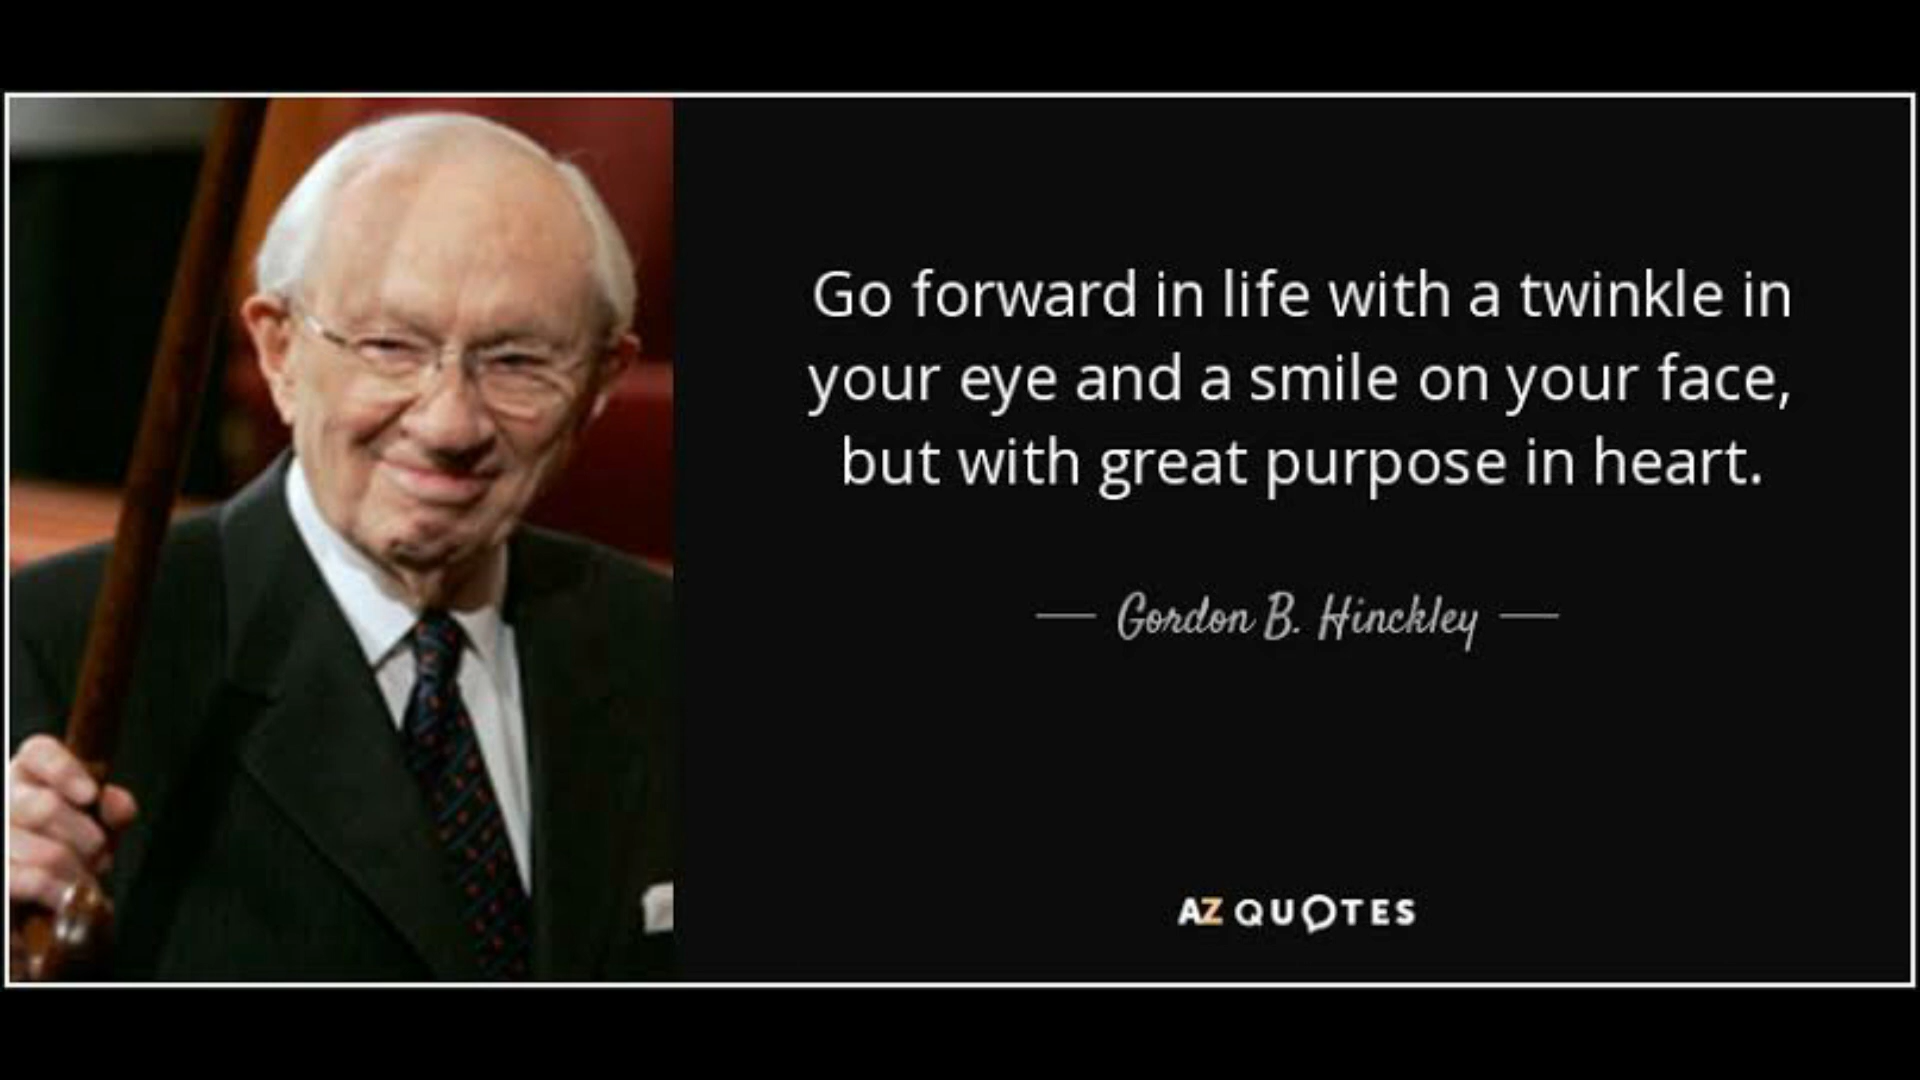 Go forward in life with a twinkle in
your eye and a smile on your face,
but with great purpose in heart.
Gordon B. Hinckley
AZ QUOTES